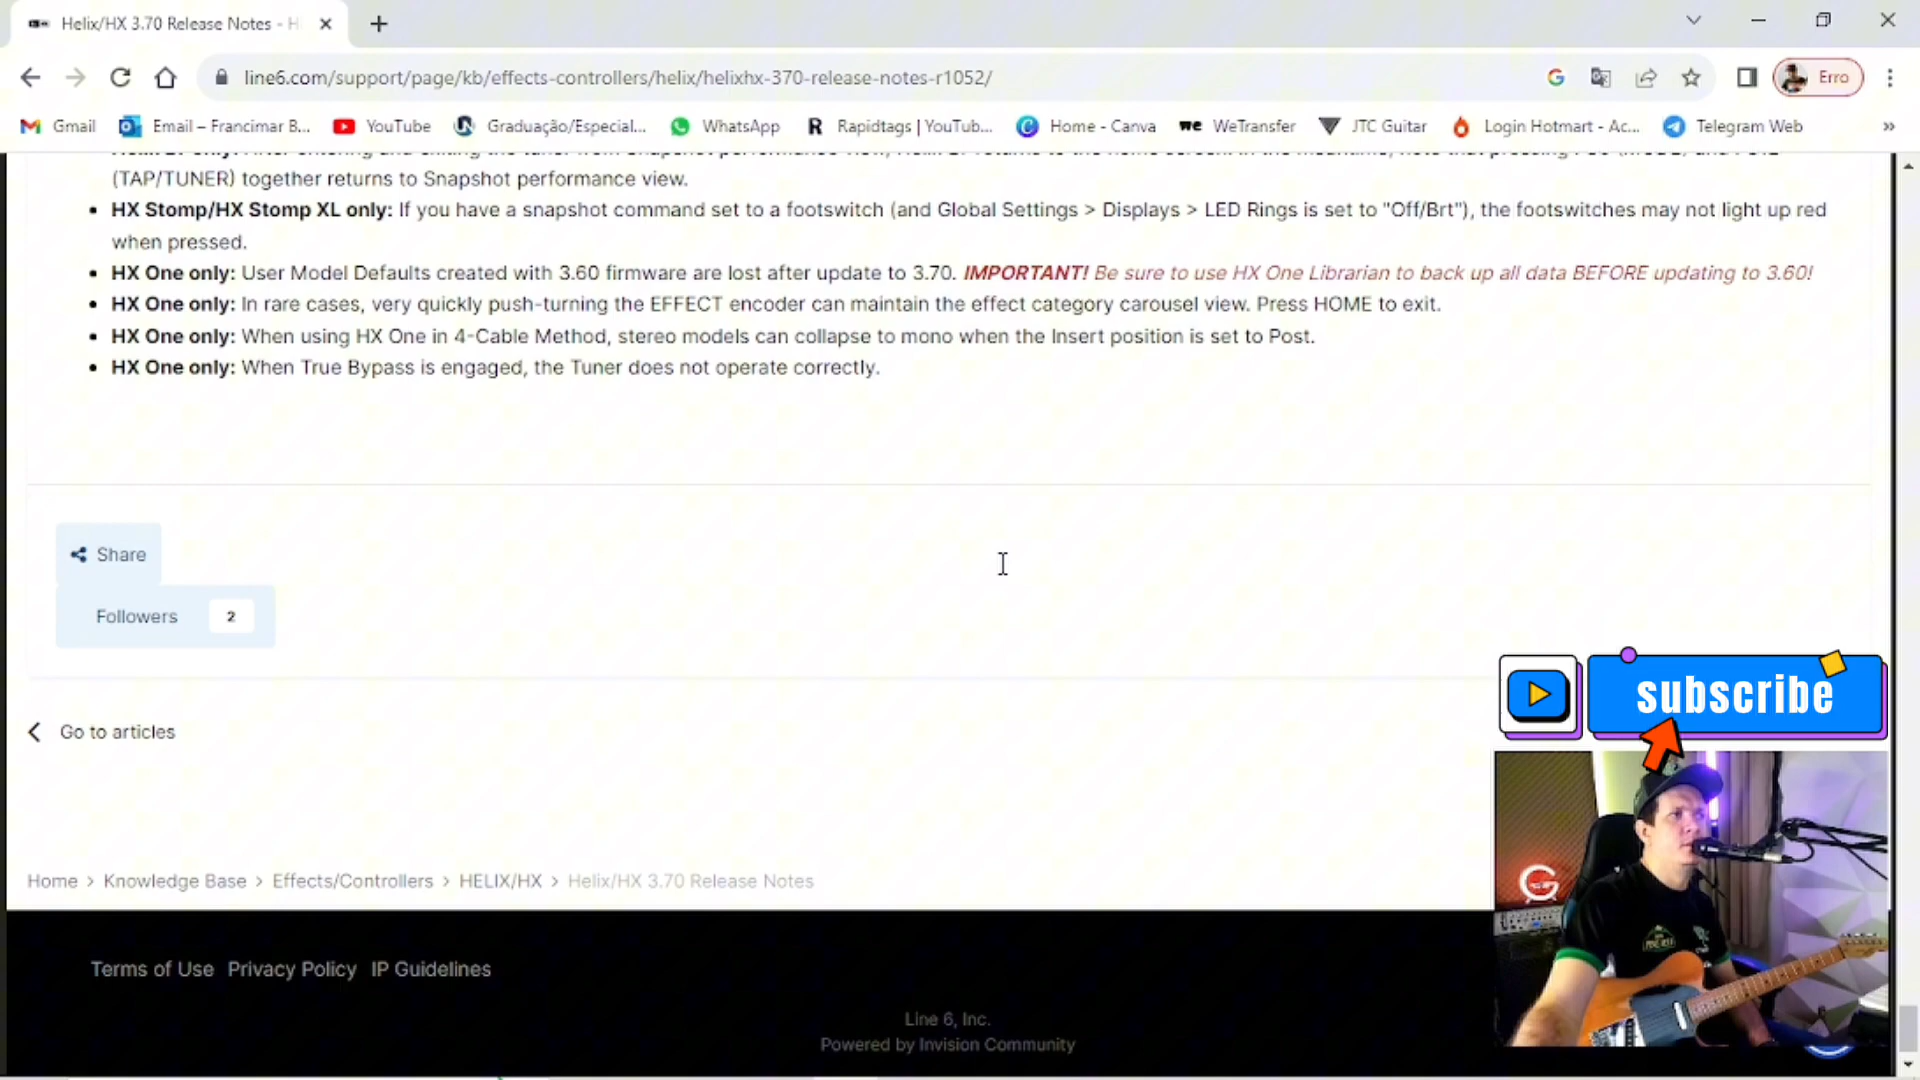 Helix/HX 3.70 Release Notes - H
line6.com/support/page/kb/effects-controllers/helix/helixhx-370-release-notes-r1052/
Erro
Gmail
Email – Francimar B...
YouTube
Graduação/Especial...
WhatsApp
Rapidtags | YouTub...
Home - Canva
WeTransfer
JTC Guitar
Login Hotmart - Ac...
Telegram Web
»
(TAP/TUNER) together returns to Snapshot performance view.
• HX Stomp/HX Stomp XL only: If you have a snapshot command set to a footswitch (and Global Settings > Displays > LED Rings is set to "Off/Brt"), the footswitches may not light up red
when pressed.
• HX One only: User Model Defaults created with 3.60 firmware are lost after update to 3.70. IMPORTANT! Be sure to use HX One Librarian to back up all data BEFORE updating to 3.60!
• HX One only: In rare cases, very quickly push-turning the EFFECT encoder can maintain the effect category carousel view. Press HOME to exit.
• HX One only: When using HX One in 4-Cable Method, stereo models can collapse to mono when the Insert position is set to Post.
• HX One only: When True Bypass is engaged, the Tuner does not operate correctly.
Share
Followers 2
subscribe
Go to articles
Home > Knowledge Base > Effects/Controllers > HELIX/HX > Helix/HX 3.70 Release Notes
Terms of Use Privacy Policy IP Guidelines
Line 6, Inc.
Powered by Invision Community